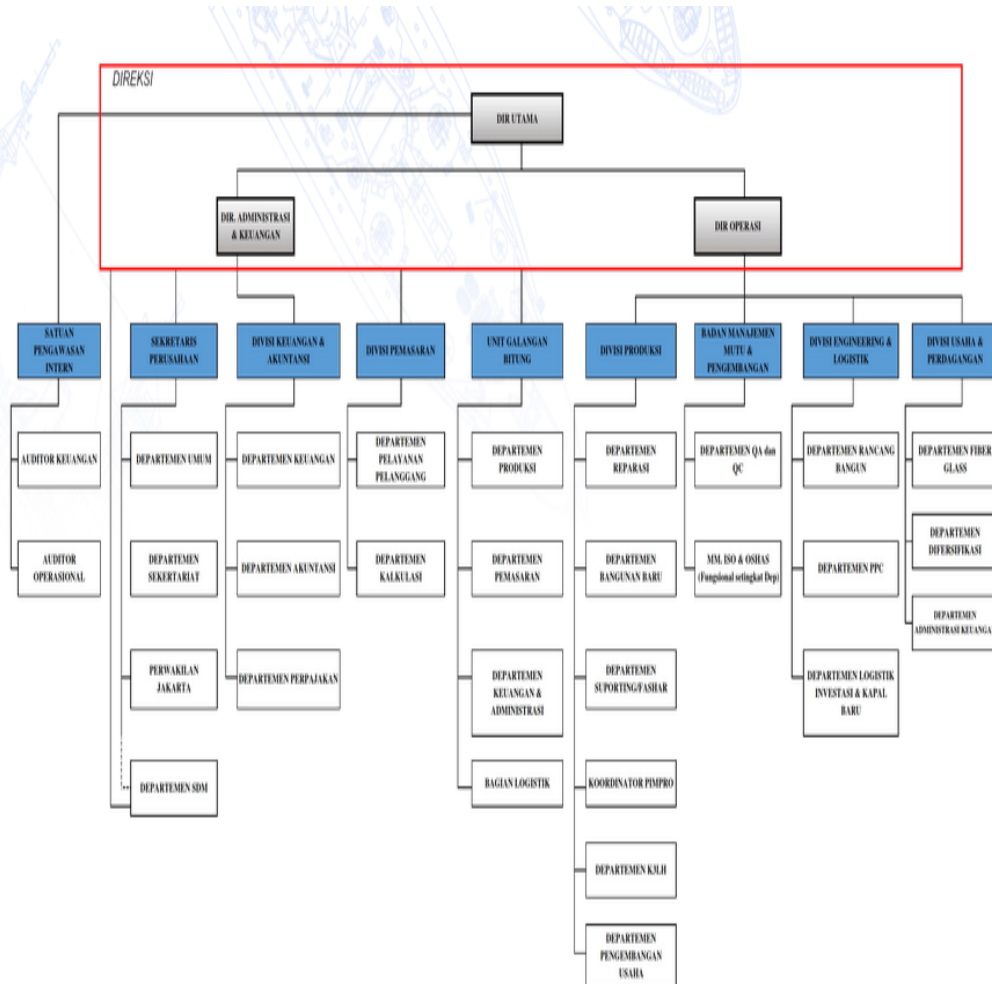 DIREKSI
DIR UTAMA
DIR. ADMINISTRASI
& KEUANGAN
DIR OPERASI
SATUAN
PENGAWASAN
INTERN
SEKRETARIS
PERUSAHAAN
DIVISI KEUANGAN &
AKUNTANSI
DIVISI PEMASARAN
UNIT GALANGAN
BITUNG
DIVISI PRODUKSI
BADAN MANAJEMEN
MUTU &
PENGEMBANGAN
DIVISI ENGINEERING &
LOGISTIK
DIVISI USAHA &
PERDAGANGAN
AUDITOR KEUANGAN
DEPARTEMEN UMUM
DEPARTEMEN KEUANGAN
DEPARTEMEN
PELAYANAN
PELANGGANG
DEPARTEMEN
PRODUKSI
DEPARTEMEN
REPARASI
DEPARTEMEN QA dan
QC
DEPARTEMEN RANCANG
BANGUN
DEPARTEMEN FIBER
GLASS
AUDITOR
OPERASIONAL
DEPARTEMEN
SEKERTARIAT
DEPARTEMEN AKUNTANSI
DEPARTEMEN
KALKULASI
DEPARTEMEN
PEMASARAN
DEPARTEMEN
BANGUNAN BARU
MM. ISO & OSHAS
(Fungsional setingkat Dep)
DEPARTEMEN PPC
DEPARTEMEN
DIFERSIFIKASI
DEPARTEMEN
ADMINISTRASI KEUANGA
PERWAKILAN
JAKARTA
DEPARTEMEN PERPAJAKAN
DEPARTEMEN
KEUANGAN &
ADMINISTRASI
DEPARTEMEN
SUPORTING/FASHAR
DEPARTEMEN LOGISTIK
INVESTASI & KAPAL
BARU
DEPARTEMEN SDM
BAGIAN LOGISTIK
KOORDINATOR PIMPRO
DEPARTEMEN K3LH
DEPARTEMEN
PENGEMBANGAN
USAHA